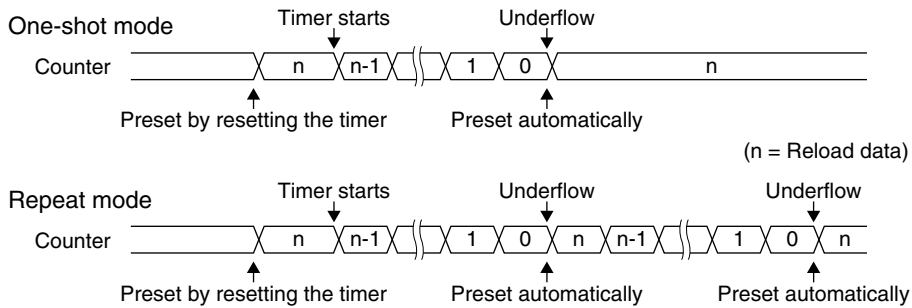 One-shot mode
Timer starts Underflow
Counter n n-1 1 0 n
Preset by resetting the timer Preset automatically
(n = Reload data)
Repeat mode
Timer starts Underflow Underflow
Counter n n-1 1 0 n n-1 1 0 n
Preset by resetting the timer Preset automatically Preset automatically